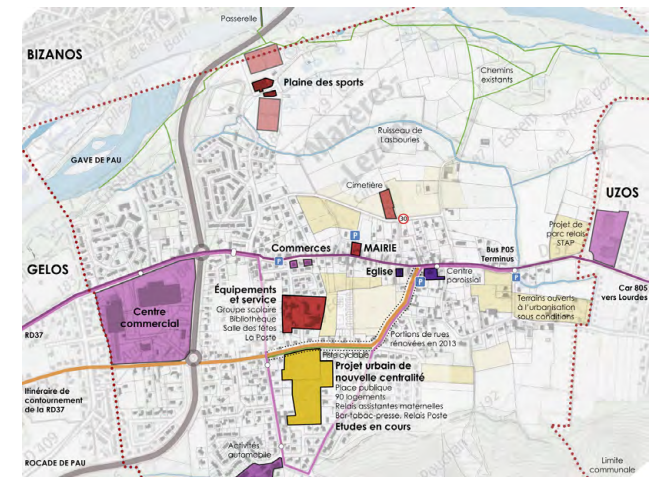 Passerelle
BIZANOS
Plaine des sports
Chemins
existants
Mazères
Lezons
Ruisseau de
Lasbouries
GAVE DE PAU
Cimetière
30
UZOS
Projet de
parc relais
STAP
P
Commerces
P
MAIRIE
Bus P05
Terminus
GELOS
Eglise
Centre
paroissial
P
P
Car 805
vers Lourdes
Centre
commercial
Équipements
et service
Groupe scolaire
Bibliothèque
Salle des fêtes
La Poste
Terrains ouverts
à l'urbanisation
sous conditions
RD37
Portions de rues
rénovées en 2013
Piste cyclable
Projet urbain de
nouvelle centralité
Place publique
90 logements
Relais assistantes maternelles
Bar-tabac-presse, Relais Poste
Etudes en cours
Itinéraire de
contournement
de la RD37
Activités
automobile
ROCADE DE PAU
Limite
communale